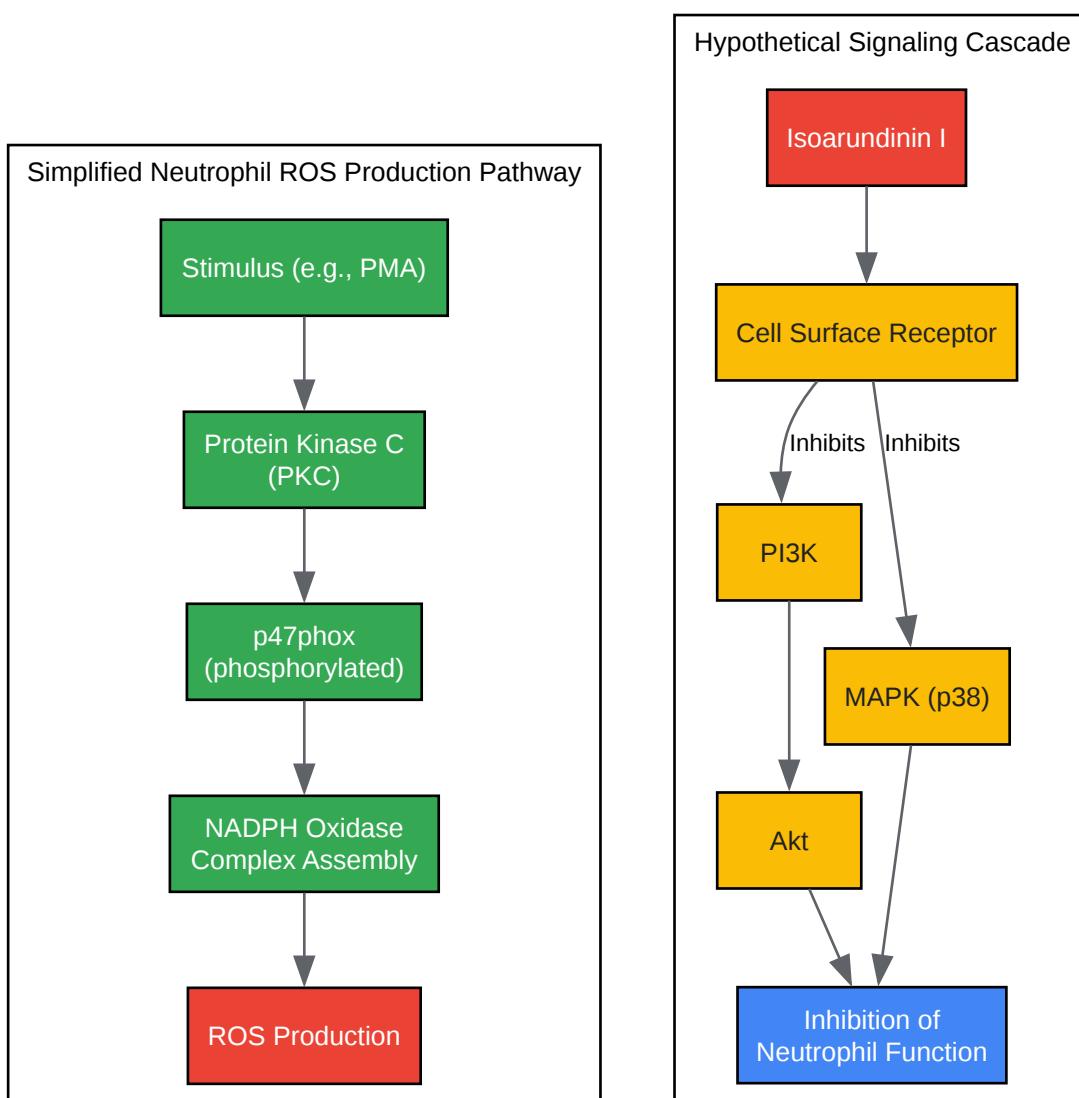 Simplified Neutrophil ROS Production Pathway
Stimulus (e.g., PMA)
Protein Kinase C
(PKC)
p47phox
(phosphorylated)
NADPH Oxidase
Complex Assembly
ROS Production
Hypothetical Signaling Cascade
Isoarundinin I
Cell Surface Receptor
Inhibits
Inhibits
PI3K
MAPK (p38)
Akt
Inhibition of
Neutrophil Function